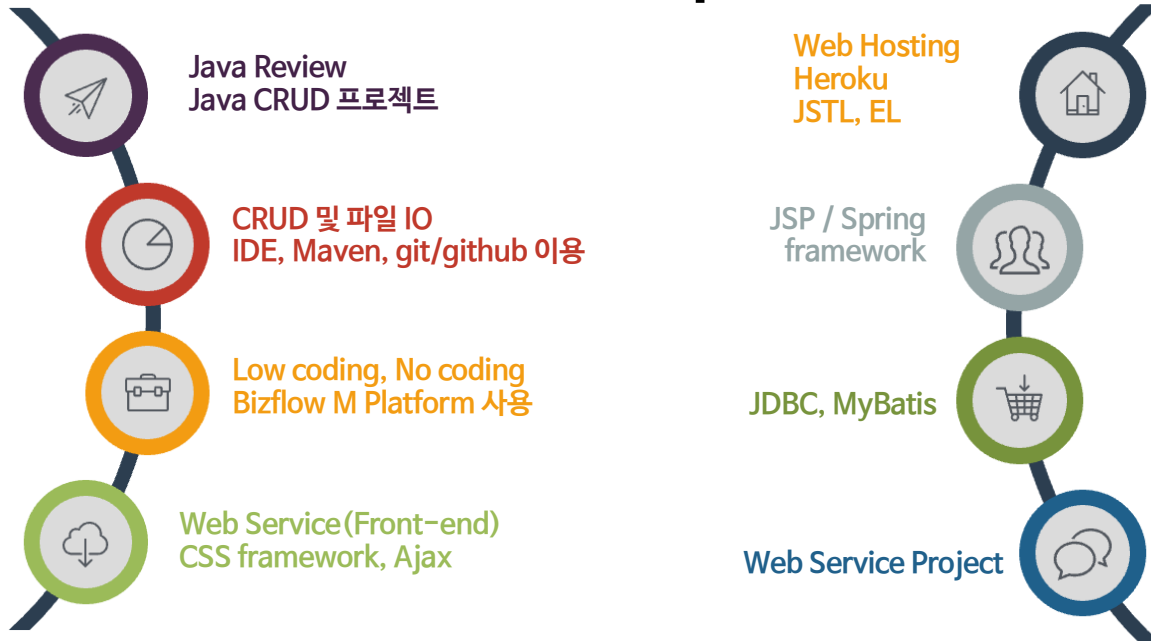 Java Review
Java CRUD 프로젝트
CRUD 및 파일 IO
IDE, Maven, git/github 이용
Low coding, No coding
Bizflow M Platform 사용
Web Service(Front-end)
CSS framework, Ajax
Web Hosting
Heroku
JSTL, EL
JSP / Spring
framework
JDBC, MyBatis
Web Service Project